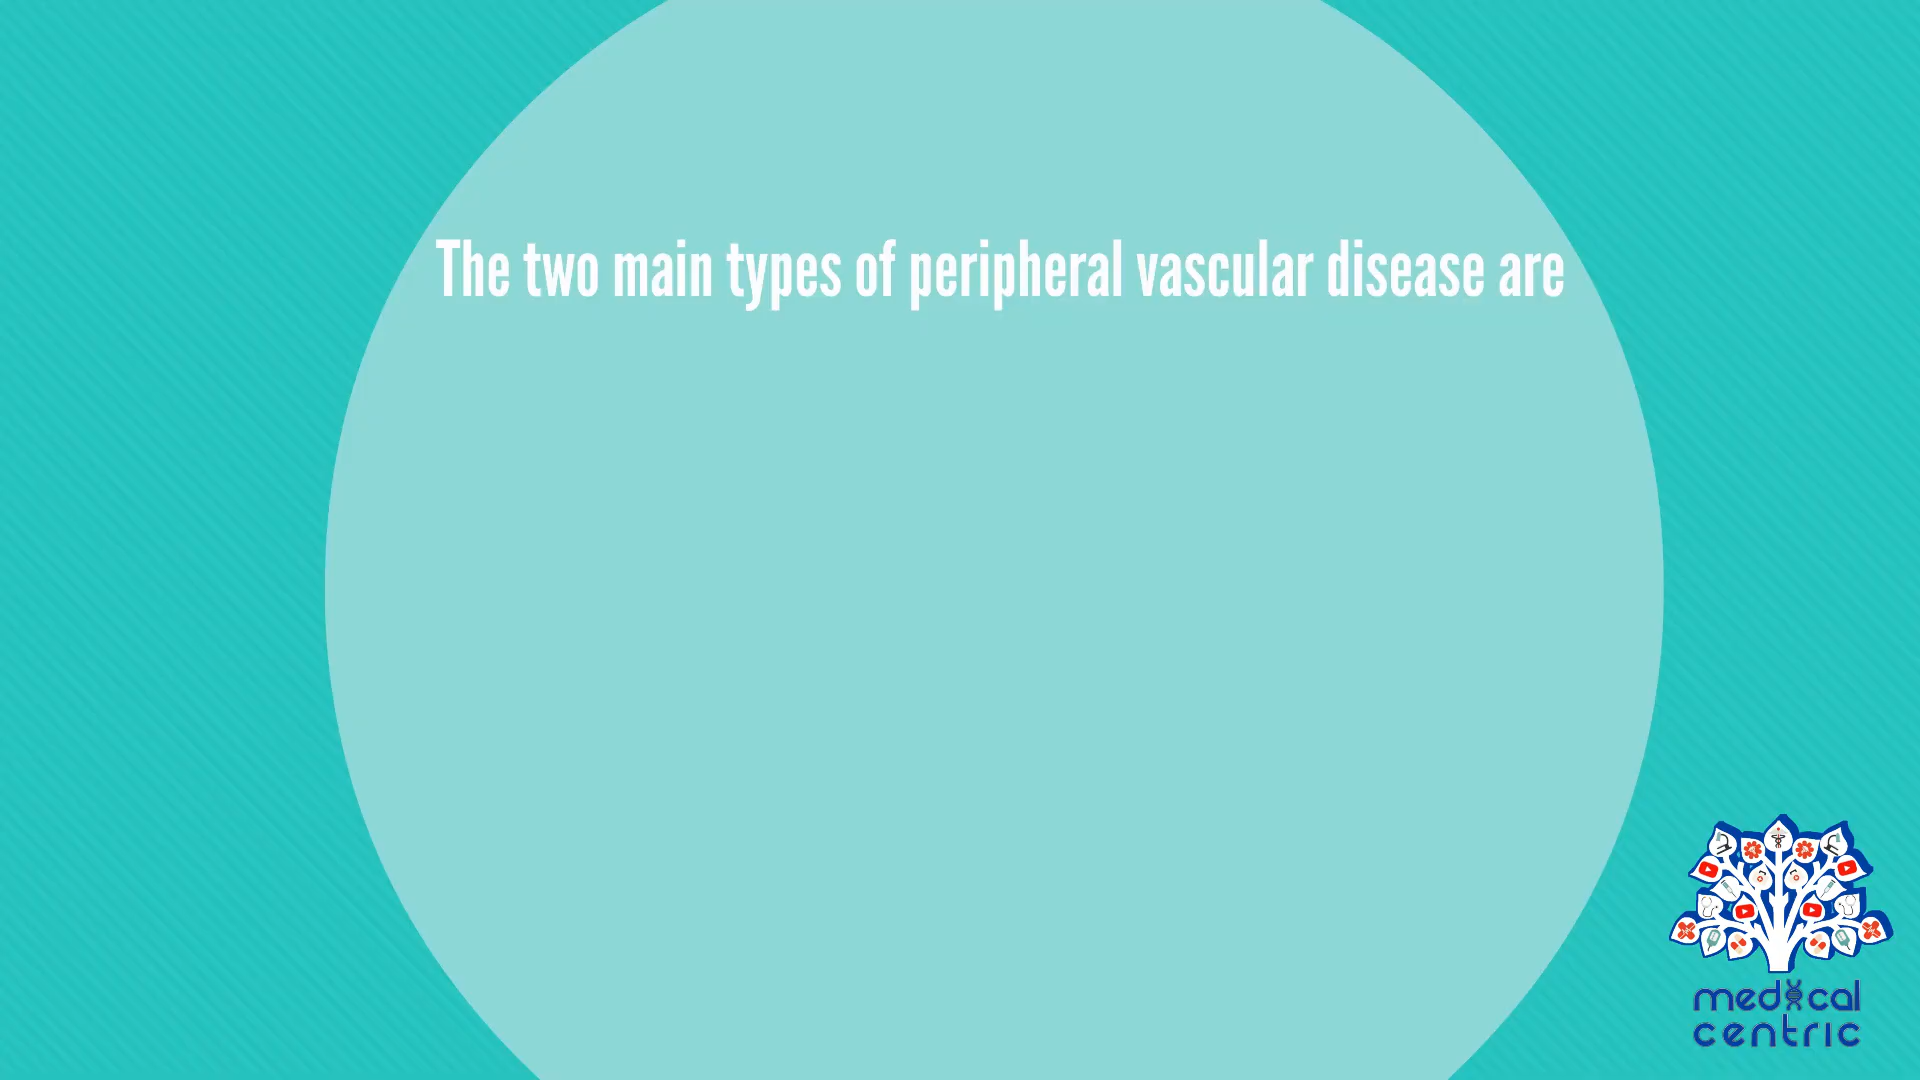 The two main types of peripheral vascular disease are
medical
centric